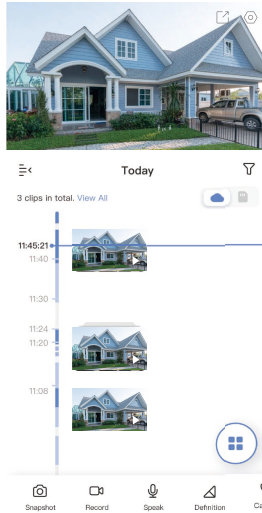 Today
3 clips in total. View All
11:45:21
11:40
11:30
11:24
11:20
11:08
Snapshot
Record
Speak
Definition
Ca